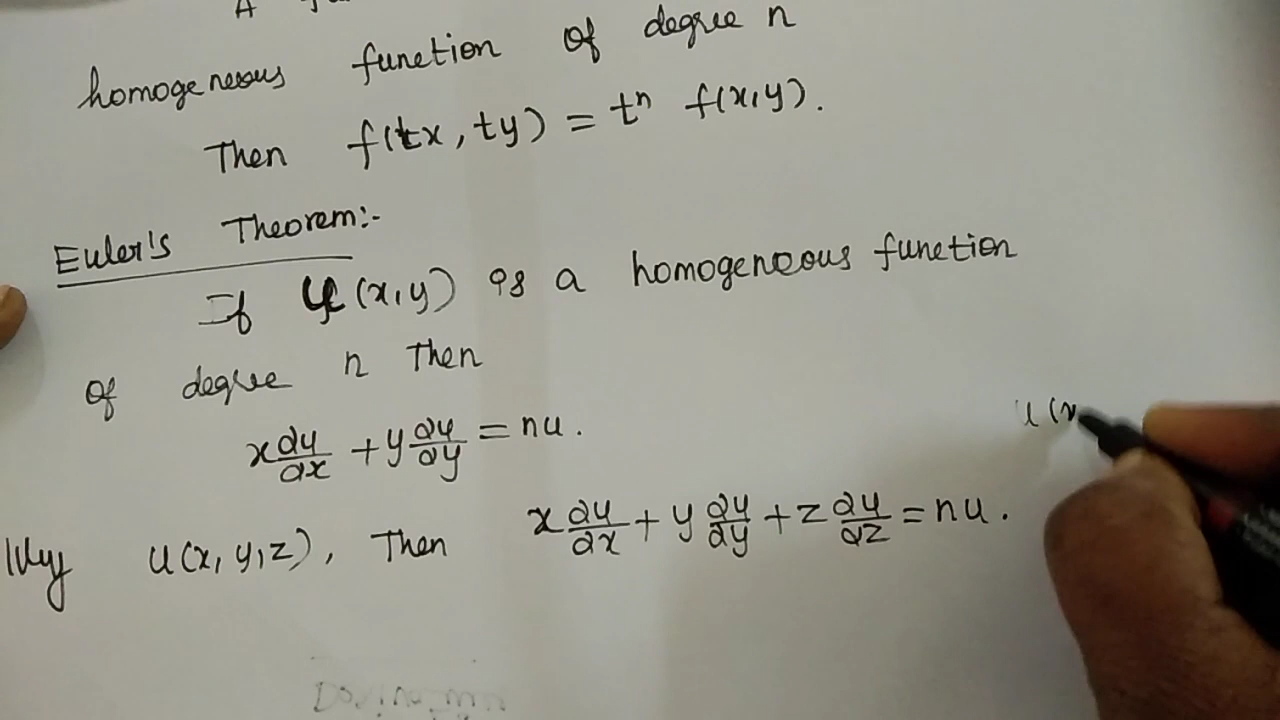 A
homogeneous function of degree n
Then f(tx, ty) = tⁿ f(x,y).
Euler's Theorem:-
If u(x,y) is a homogeneous function
of degree n Then
x ∂u/∂x + y ∂u/∂y = nu.
u(x
|||ly u(x, y, z), Then x ∂u/∂x + y ∂u/∂y + z ∂u/∂z = nu.